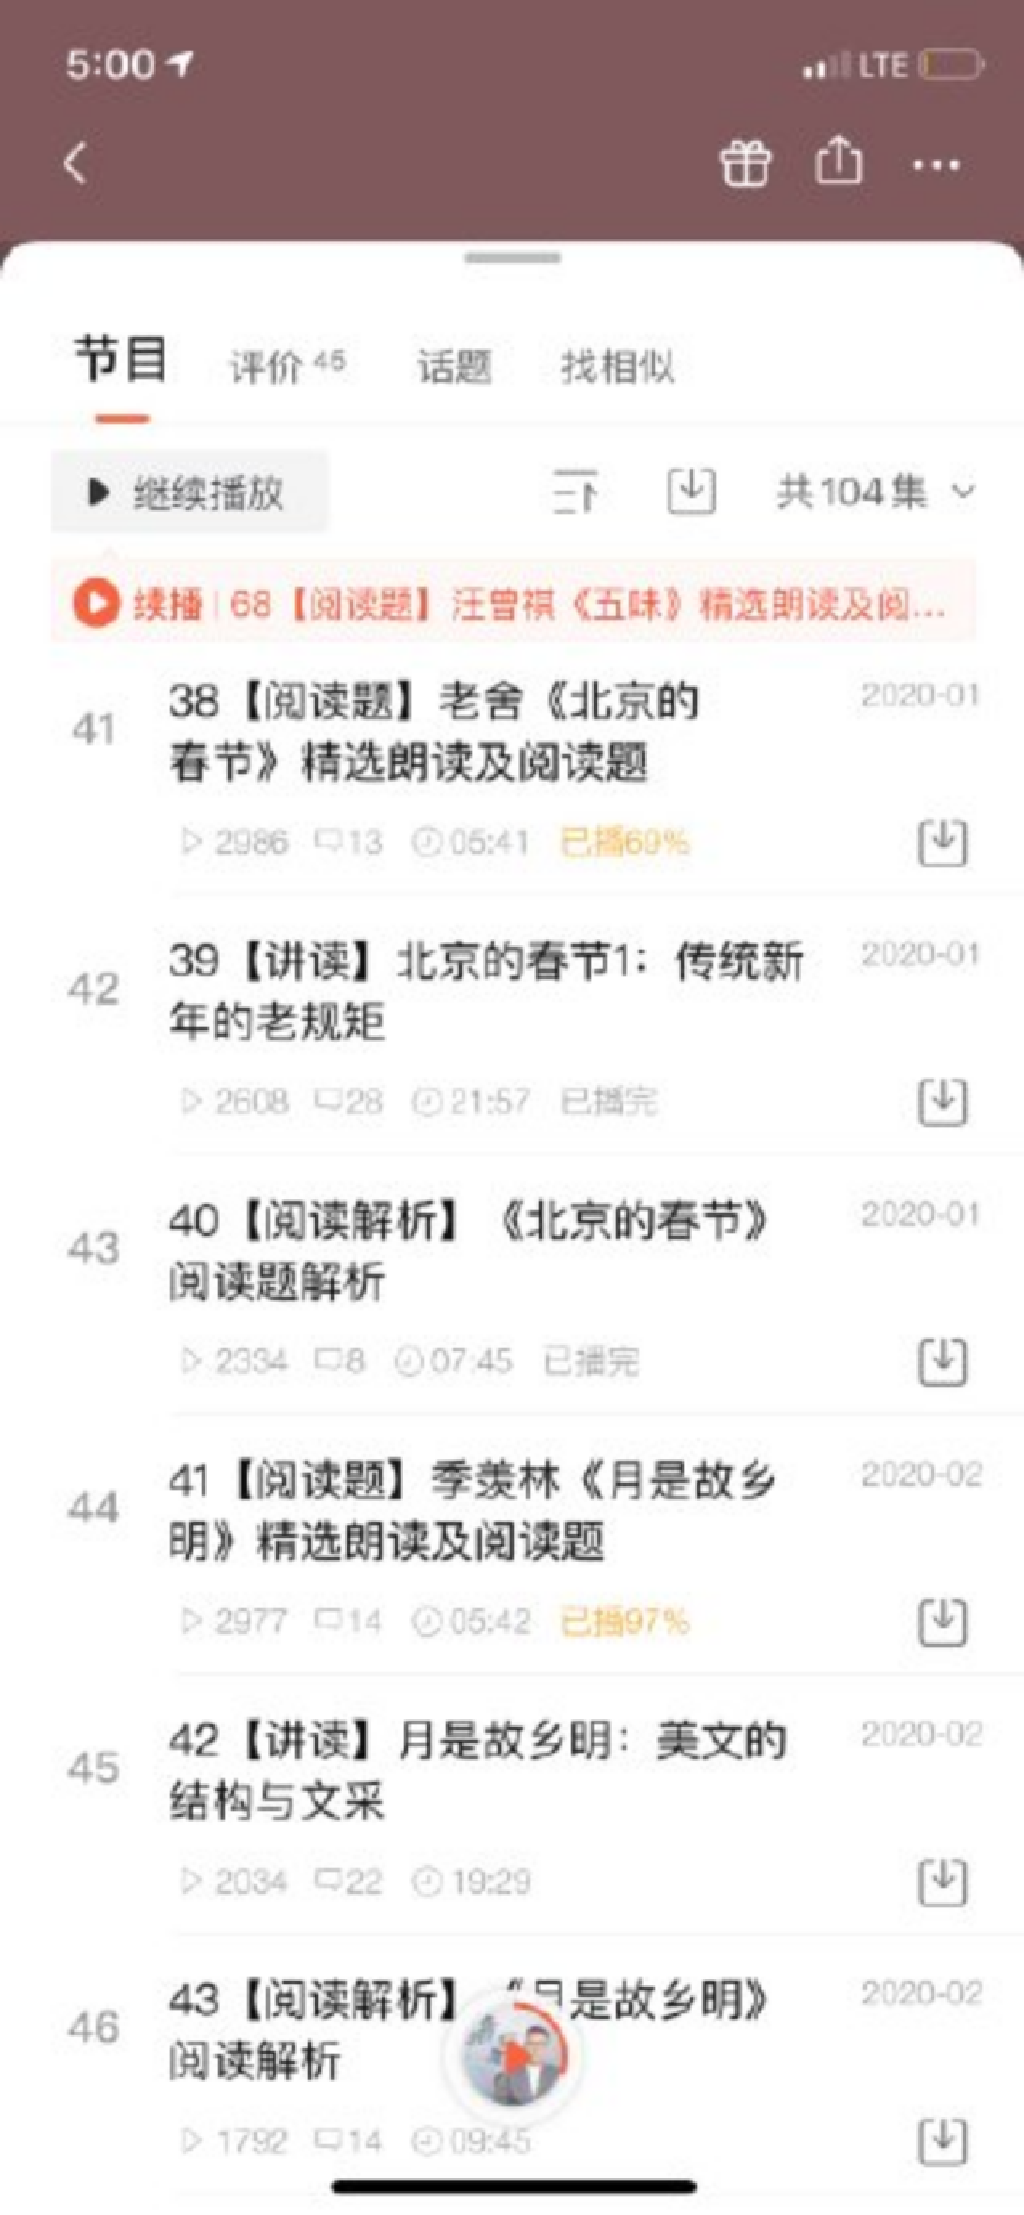 5:00
LTE
节目
评价 45
话题
找相似
继续播放
共104集
续播 | 68【阅读题】汪曾祺《五味》精选朗读及阅...
41
38【阅读题】老舍《北京的
2020-01
春节》精选朗读及阅读题
2986 13 05:41 已播69%
42
39【讲读】北京的春节1：传统新
2020-01
年的老规矩
2608 28 21:57 已播完
43
40【阅读解析】《北京的春节》
2020-01
阅读题解析
2334 8 07:45 已播完
44
41【阅读题】季羡林《月是故乡
2020-02
明》精选朗读及阅读题
2977 14 05:42 已播97%
45
42【讲读】月是故乡明：美文的
2020-02
结构与文采
2034 22 19:29
46
43【阅读解析】《月是故乡明》
2020-02
阅读解析
1792 14 09:45